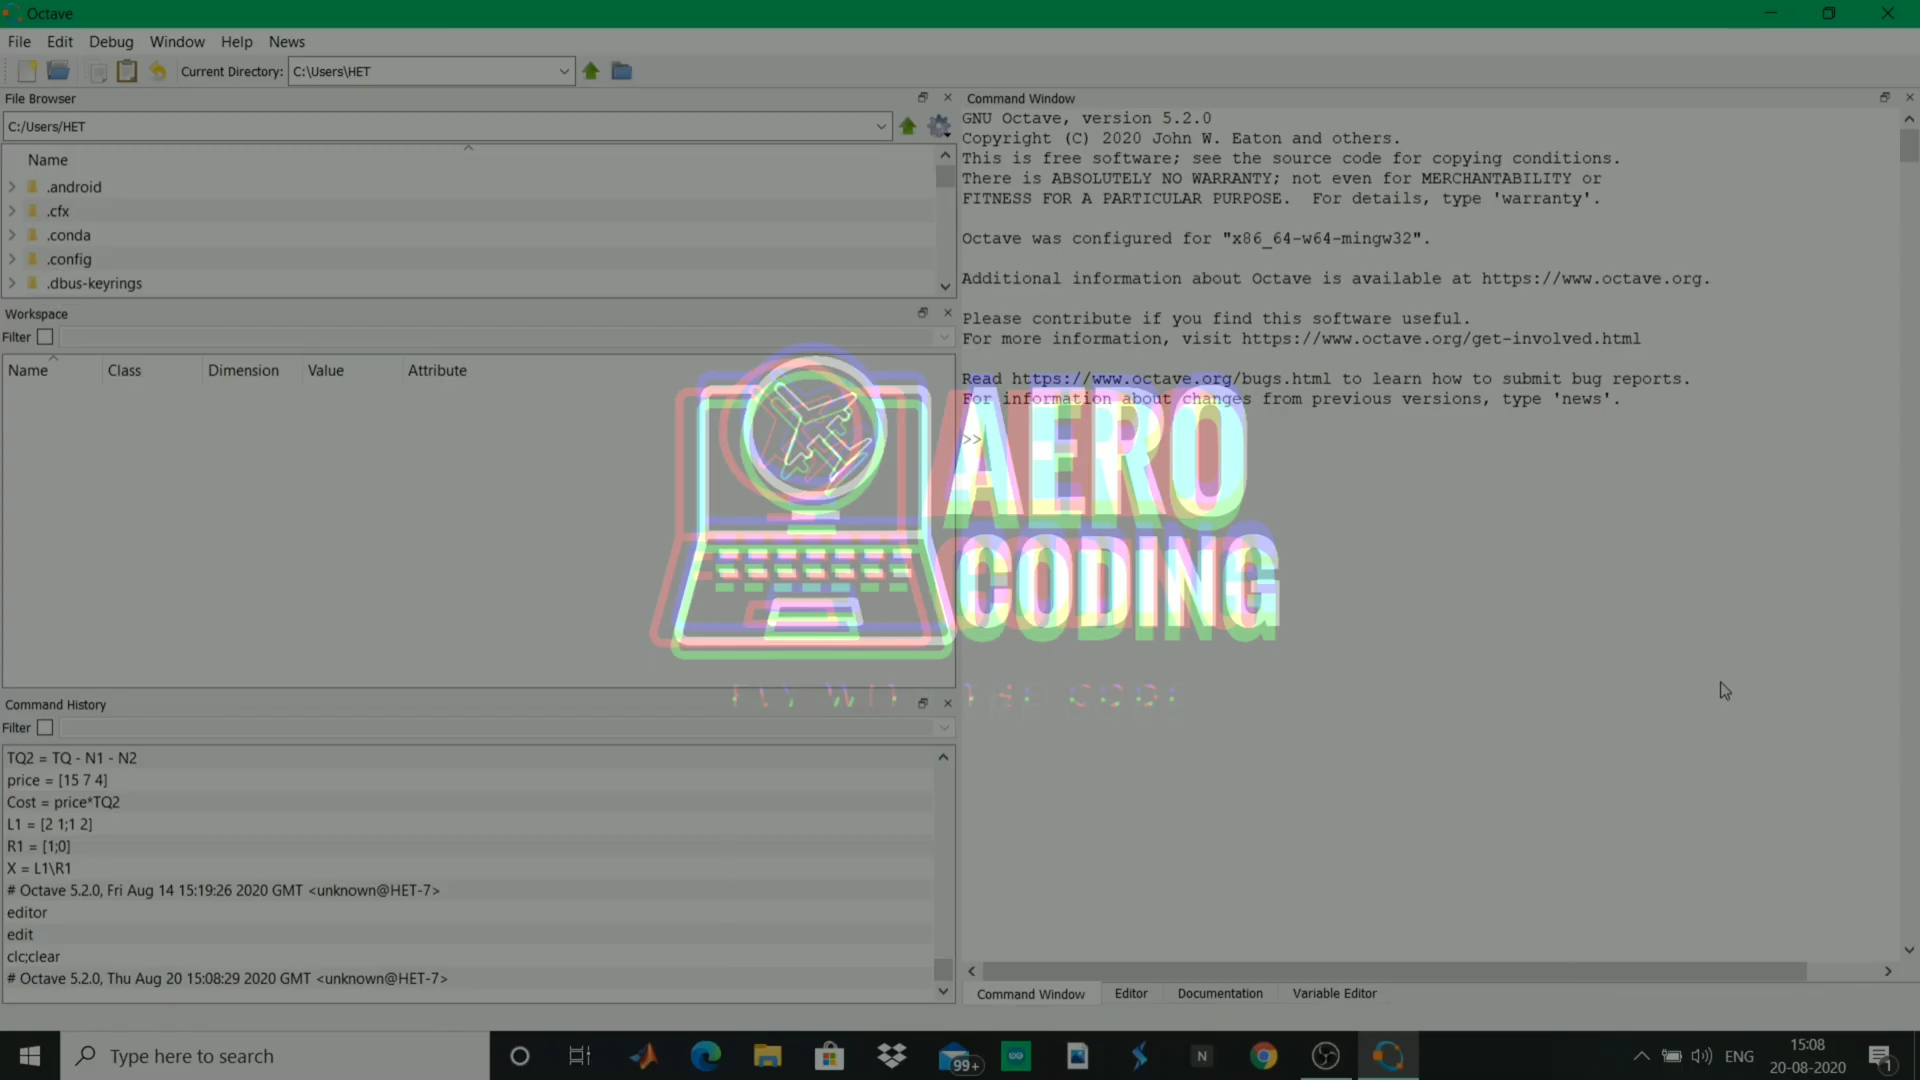 Octave
File Edit Debug Window Help News
Current Directory: C:\Users\HET
File Browser
C:/Users/HET
Name
.android
.cfx
.conda
.config
.dbus-keyrings
Workspace
Filter
Name Class Dimension Value Attribute
Command History
Filter
TQ2 = TQ - N1 - N2
price = [15 7 4]
Cost = price*TQ2
L1 = [2 1;1 2]
R1 = [1;0]
X = L1\R1
# Octave 5.2.0, Fri Aug 14 15:19:26 2020 GMT <unknown@HET-7>
editor
edit
clc;clear
# Octave 5.2.0, Thu Aug 20 15:08:29 2020 GMT <unknown@HET-7>
Command Window
GNU Octave, version 5.2.0
Copyright (C) 2020 John W. Eaton and others.
This is free software; see the source code for copying conditions.
There is ABSOLUTELY NO WARRANTY; not even for MERCHANTABILITY or
FITNESS FOR A PARTICULAR PURPOSE.  For details, type 'warranty'.
Octave was configured for "x86_64-w64-mingw32".
Additional information about Octave is available at https://www.octave.org.
Please contribute if you find this software useful.
For more information, visit https://www.octave.org/get-involved.html
Read https://www.octave.org/bugs.html to learn how to submit bug reports.
For information about changes from previous versions, type 'news'.
>>
AERO
CODING
Command Window Editor Documentation Variable Editor
Type here to search
99+
N
ENG
15:08
20-08-2020
1